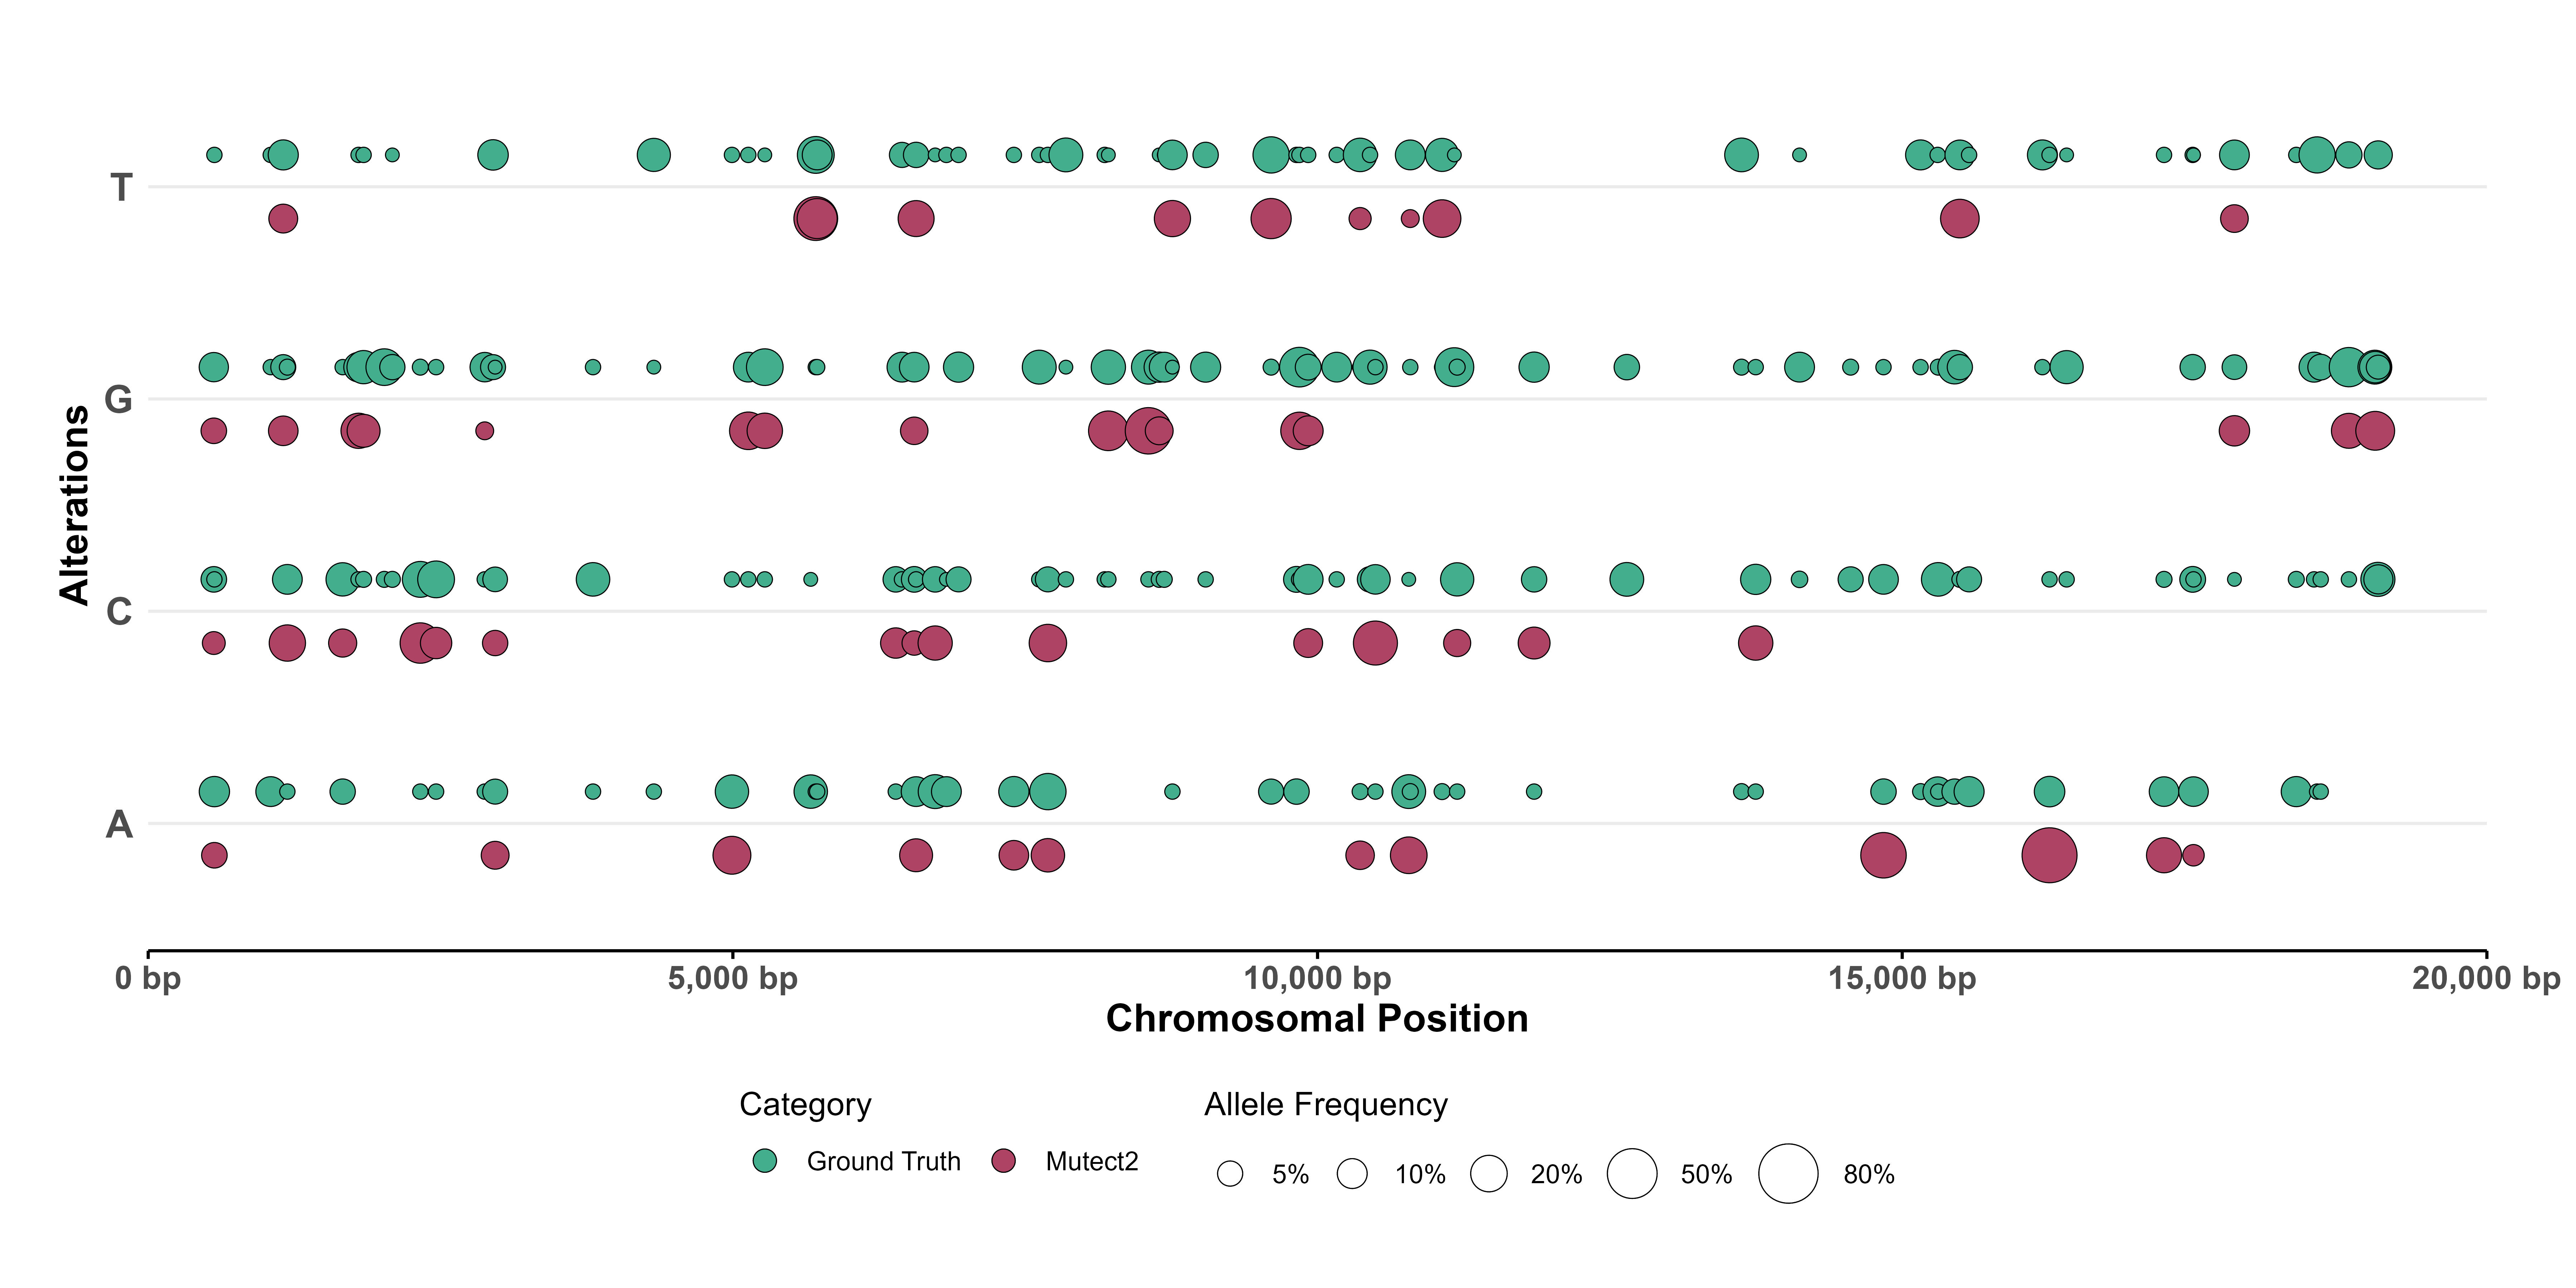 T
G
C
A
Alterations
0 bp 5,000 bp 10,000 bp 15,000 bp 20,000 bp
Chromosomal Position
Category Allele Frequency
Ground Truth Mutect2 5% 10% 20% 50% 80%